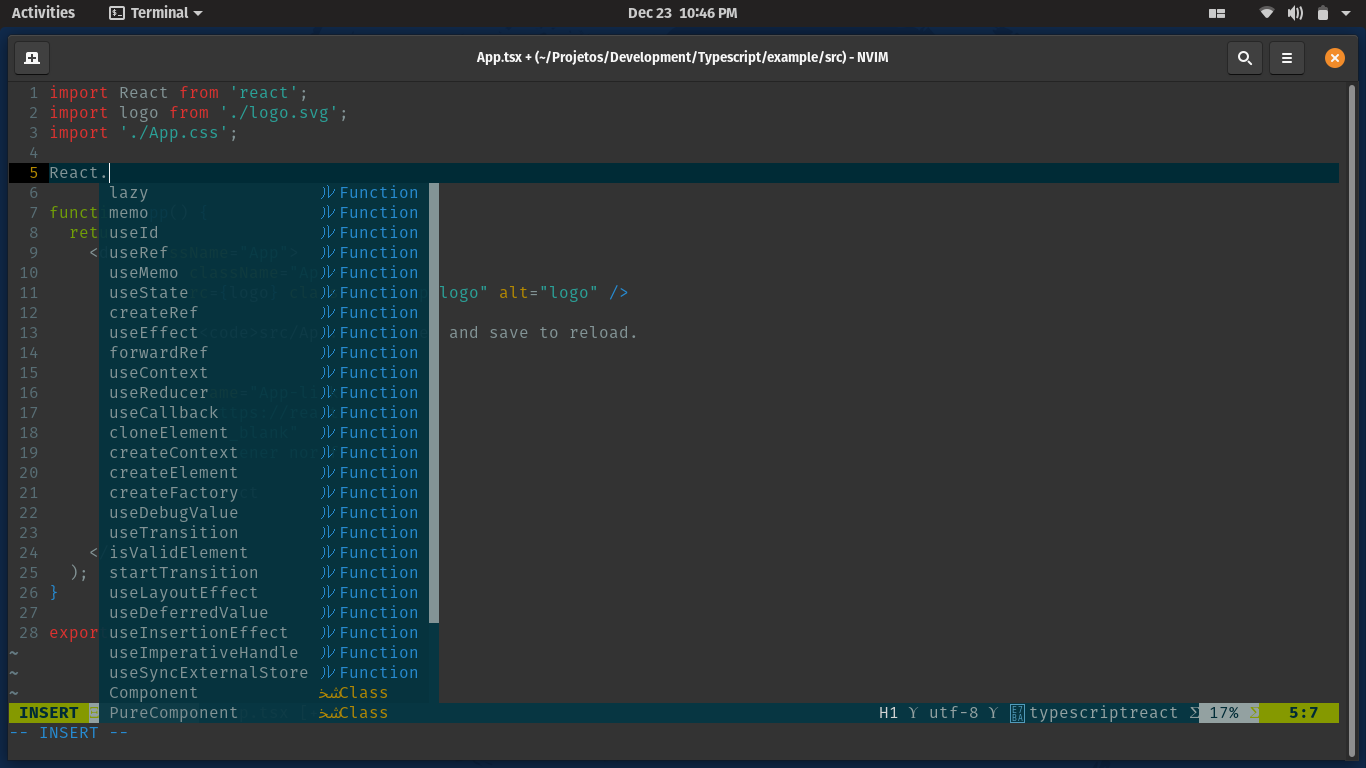 Activities Terminal Dec 23 10:46 PM
App.tsx + (~/Projetos/Development/Typescript/example/src) - NVIM
1 import React from 'react';
2 import logo from './logo.svg';
3 import './App.css';
4
5 React.
6 lazy Function
7 funct memo Function
8 ret useId Function
9 < useRef Function
10 useMemo Function
11 useState Function logo" alt="logo" />
12 createRef Function
13 useEffect Function and save to reload.
14 forwardRef Function
15 useContext Function
16 useReducer Function
17 useCallback Function
18 cloneElement Function
19 createContext Function
20 createElement Function
21 createFactory Function
22 useDebugValue Function
23 useTransition Function
24 < isValidElement Function
25 ); startTransition Function
26 } useLayoutEffect Function
27 useDeferredValue Function
28 expor useInsertionEffect Function
~ useImperativeHandle Function
~ useSyncExternalStore Function
~ Component Class
INSERT PureComponent Class H1 utf-8 typescriptreact 17% 5:7
-- INSERT --